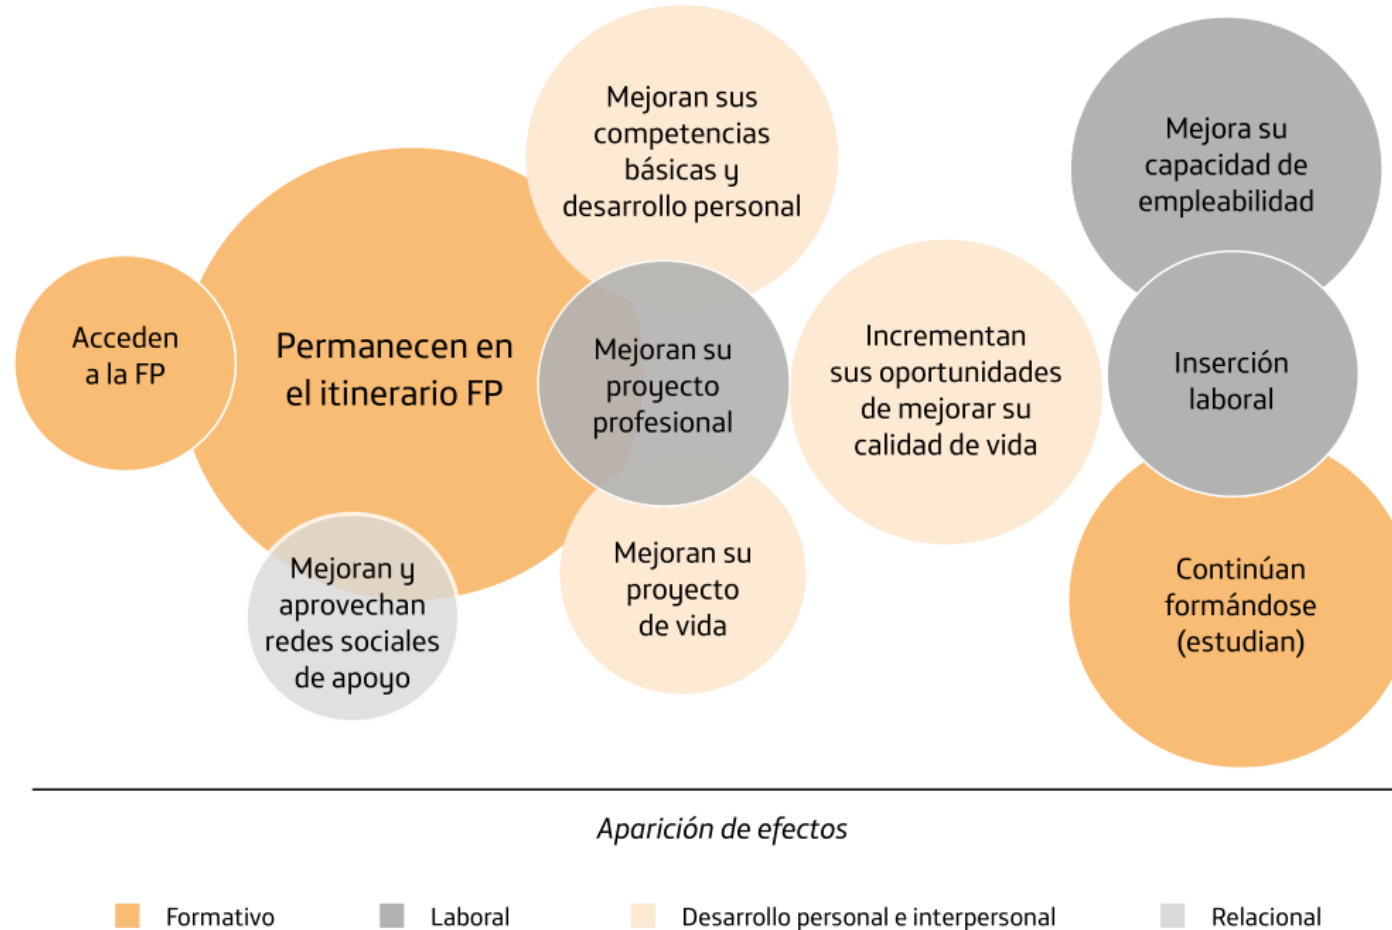 Acceden
a la FP
Permanecen en
el itinerario FP
Mejoran y
aprovechan
redes sociales
de apoyo
Mejoran sus
competencias
básicas y
desarrollo personal
Mejoran su
proyecto
profesional
Mejoran su
proyecto
de vida
Incrementan
sus oportunidades
de mejorar su
calidad de vida
Mejora su
capacidad de
empleabilidad
Inserción
laboral
Continúan
formándose
(estudian)
Aparición de efectos
Formativo
Laboral
Desarrollo personal e interpersonal
Relacional